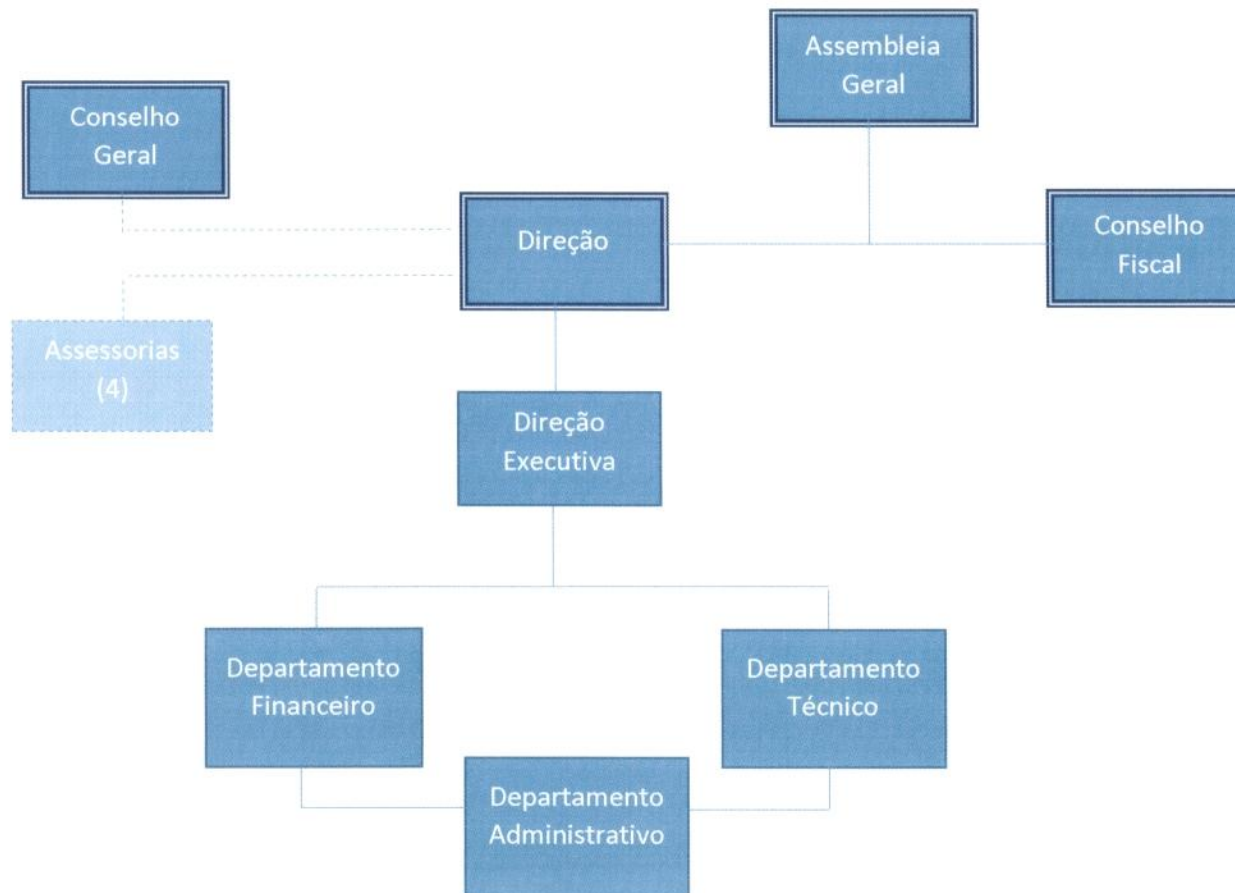 Assembleia
Geral
Conselho
Geral
Direção
Conselho
Fiscal
Assessorias
(4)
Direção
Executiva
Departamento
Financeiro
Departamento
Técnico
Departamento
Administrativo